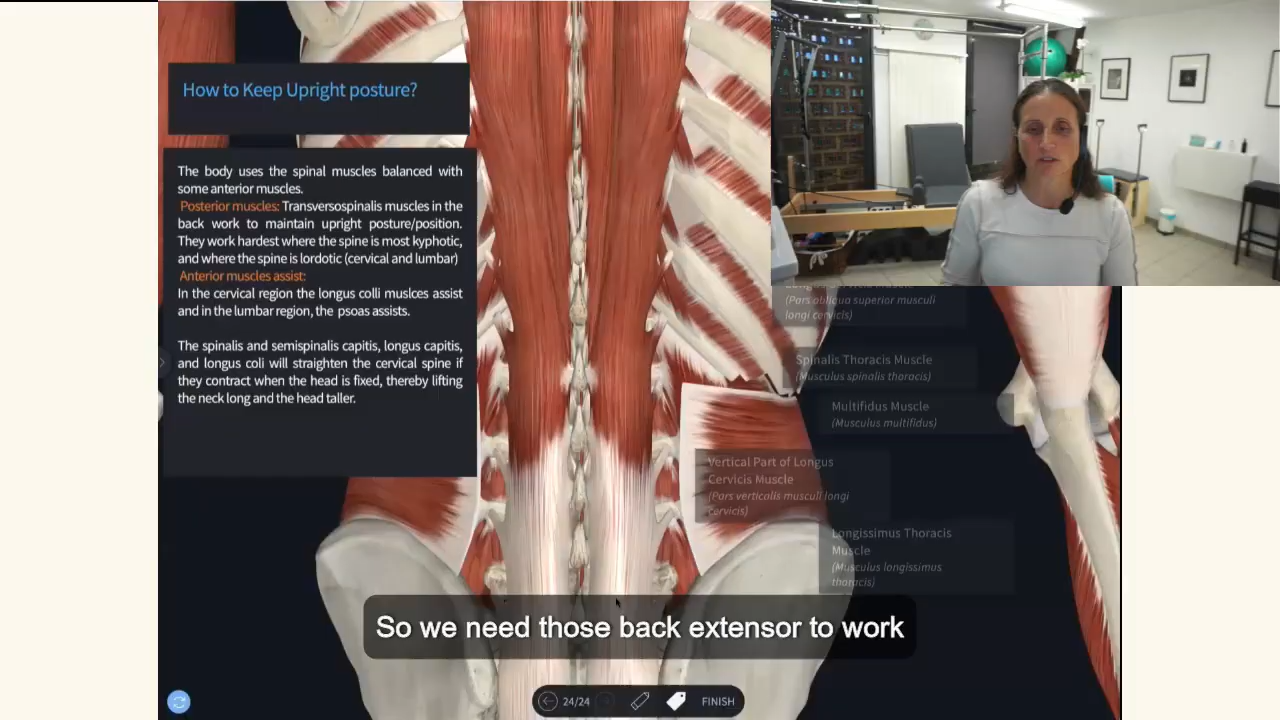 How to Keep Upright posture?
The body uses the spinal muscles balanced with
some anterior muscles.
Posterior muscles: Transversospinalis muscles in the
back work to maintain upright posture/position.
They work hardest where the spine is most kyphotic,
and where the spine is lordotic (cervical and lumbar)
Anterior muscles assist:
In the cervical region the longus colli muslces assist
and in the lumbar region, the psoas assists.
The spinalis and semispinalis capitis, longus capitis,
and longus coli will straighten the cervical spine if
they contract when the head is fixed, thereby lifting
the neck long and the head taller.
(Pars obliqua superior musculi
longi cervicis)
Spinalis Thoracis Muscle
(Musculus spinalis thoracis)
Multifidus Muscle
(Musculus multifidus)
Vertical Part of Longus
Cervicis Muscle
(Pars verticalis musculi longi
cervicis)
Longissimus Thoracis
Muscle
(Musculus longissimus
thoracis)
So we need those back extensor to work
24/24
FINISH